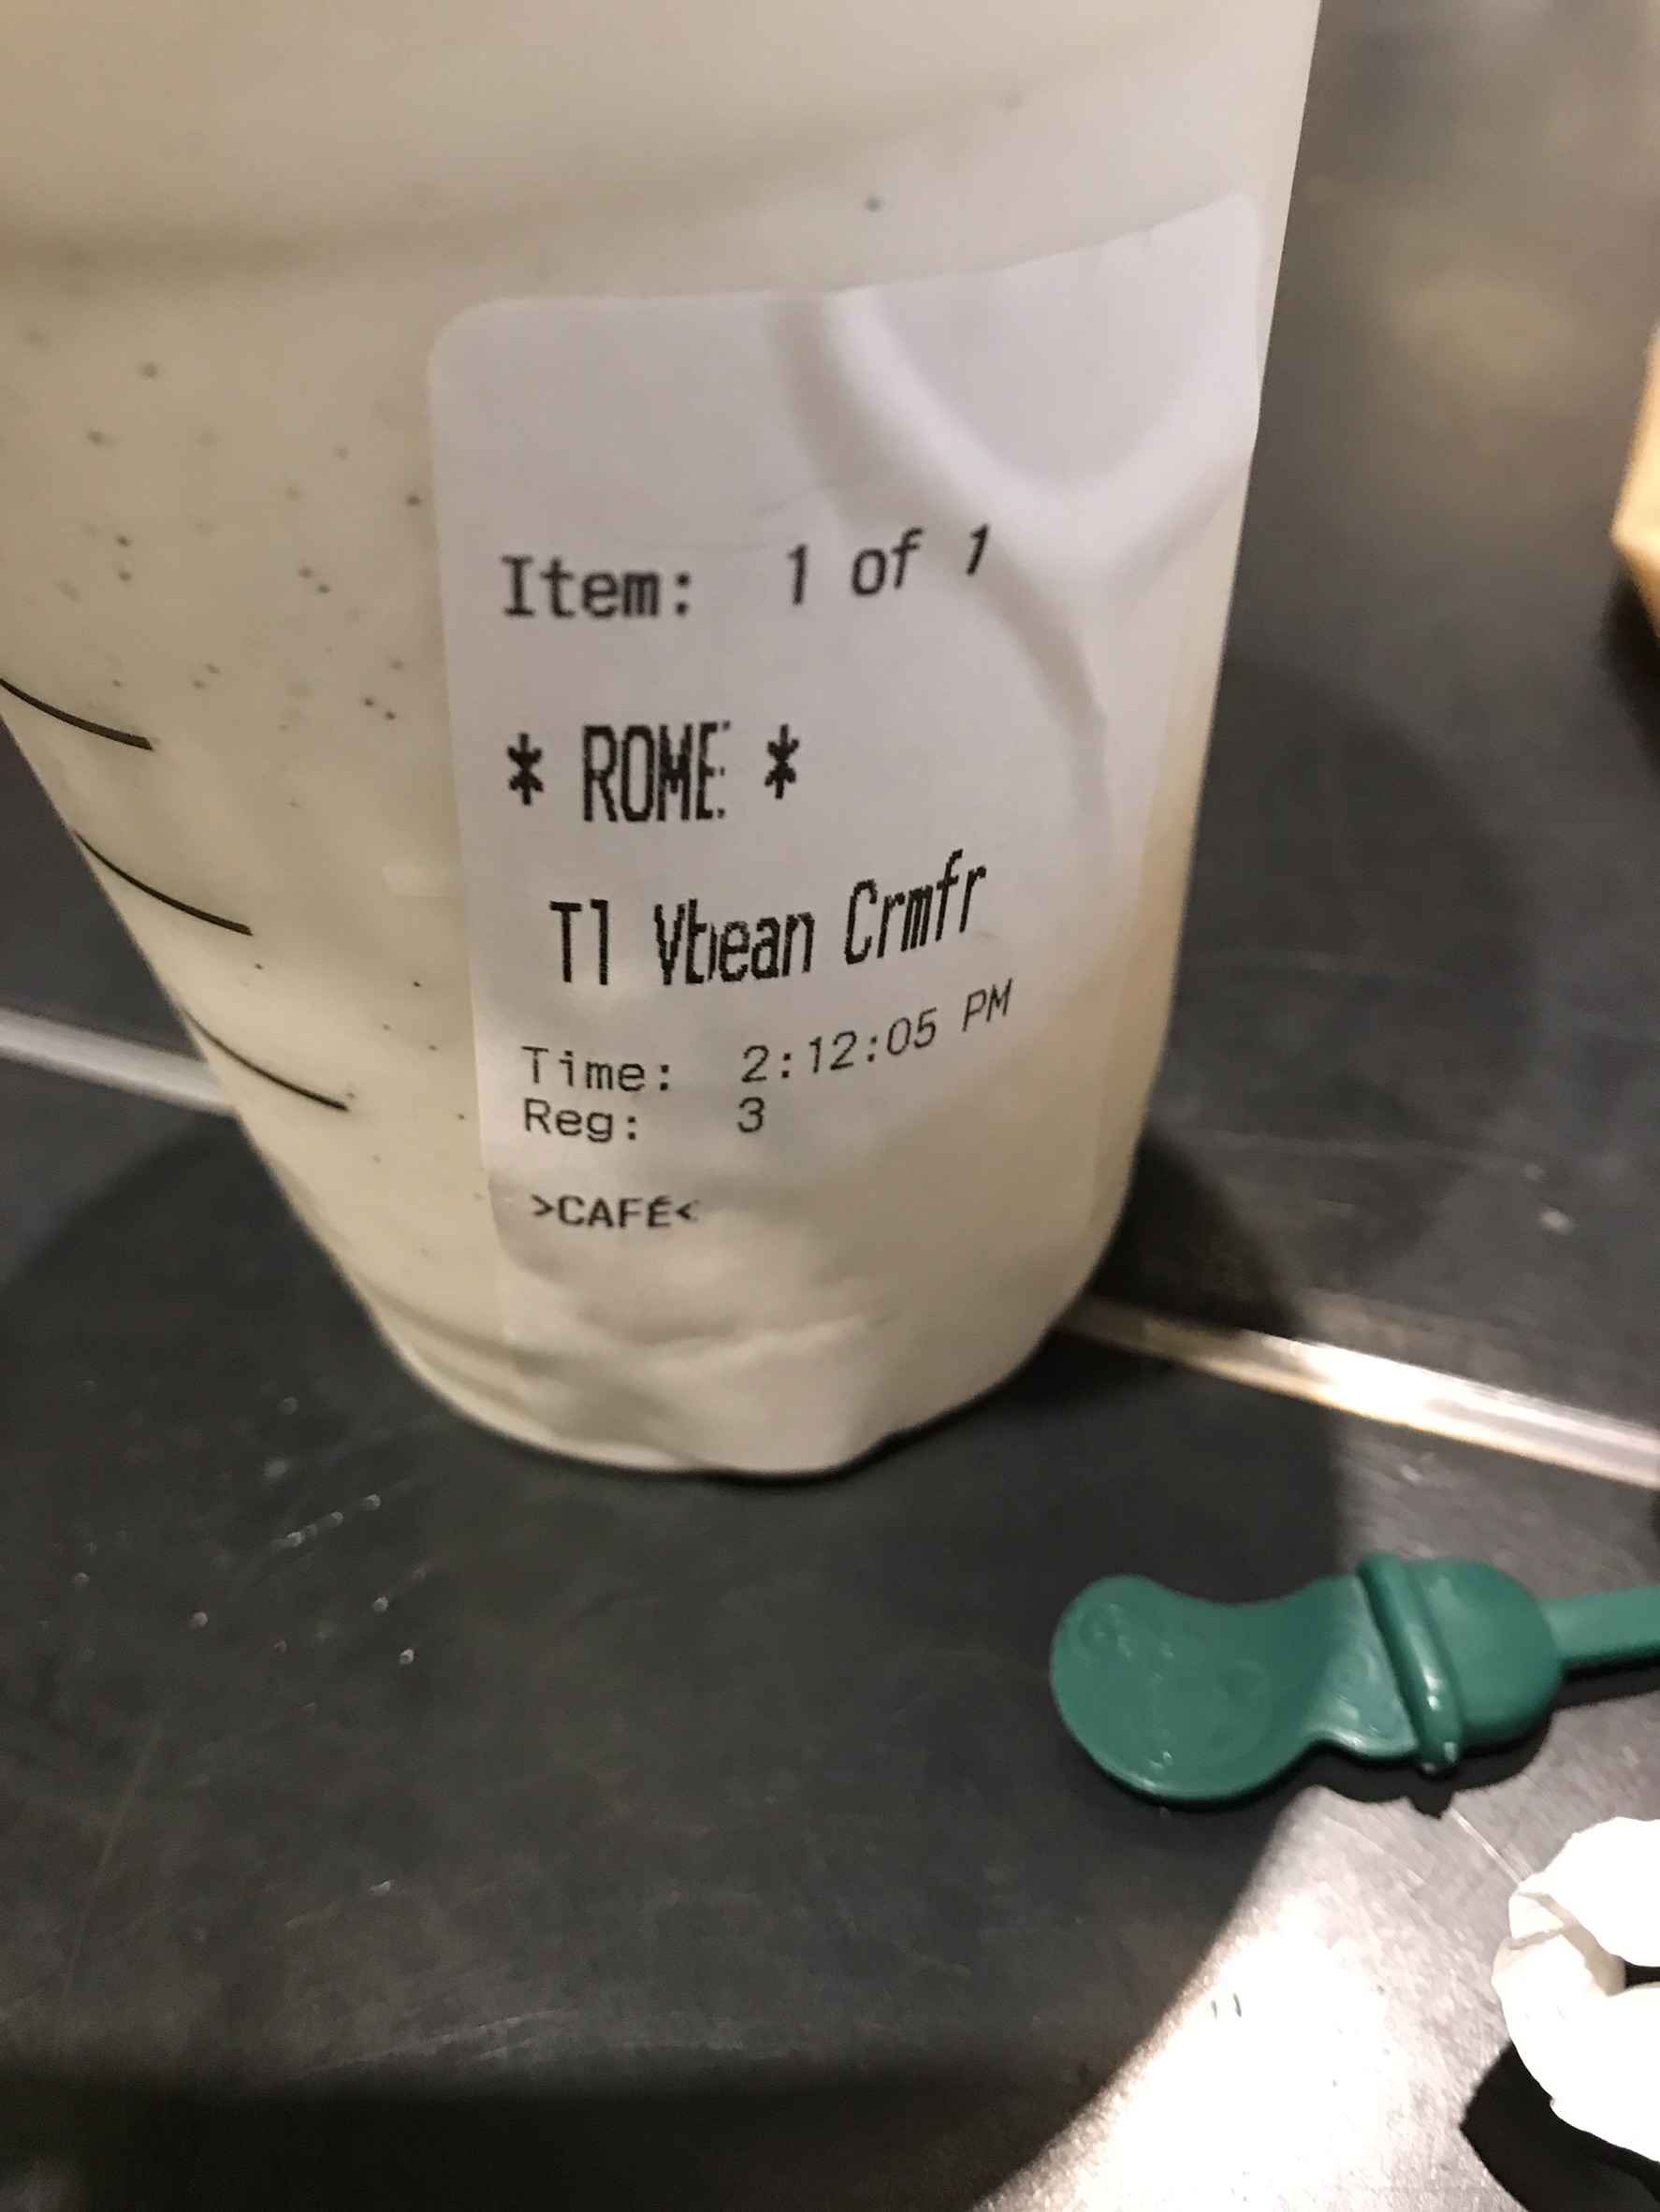 Item: 1 of 1
* ROME *
Tl Vbean Crmfr
Time: 2:12:05 PM
Reg: 3
>CAFÉ<